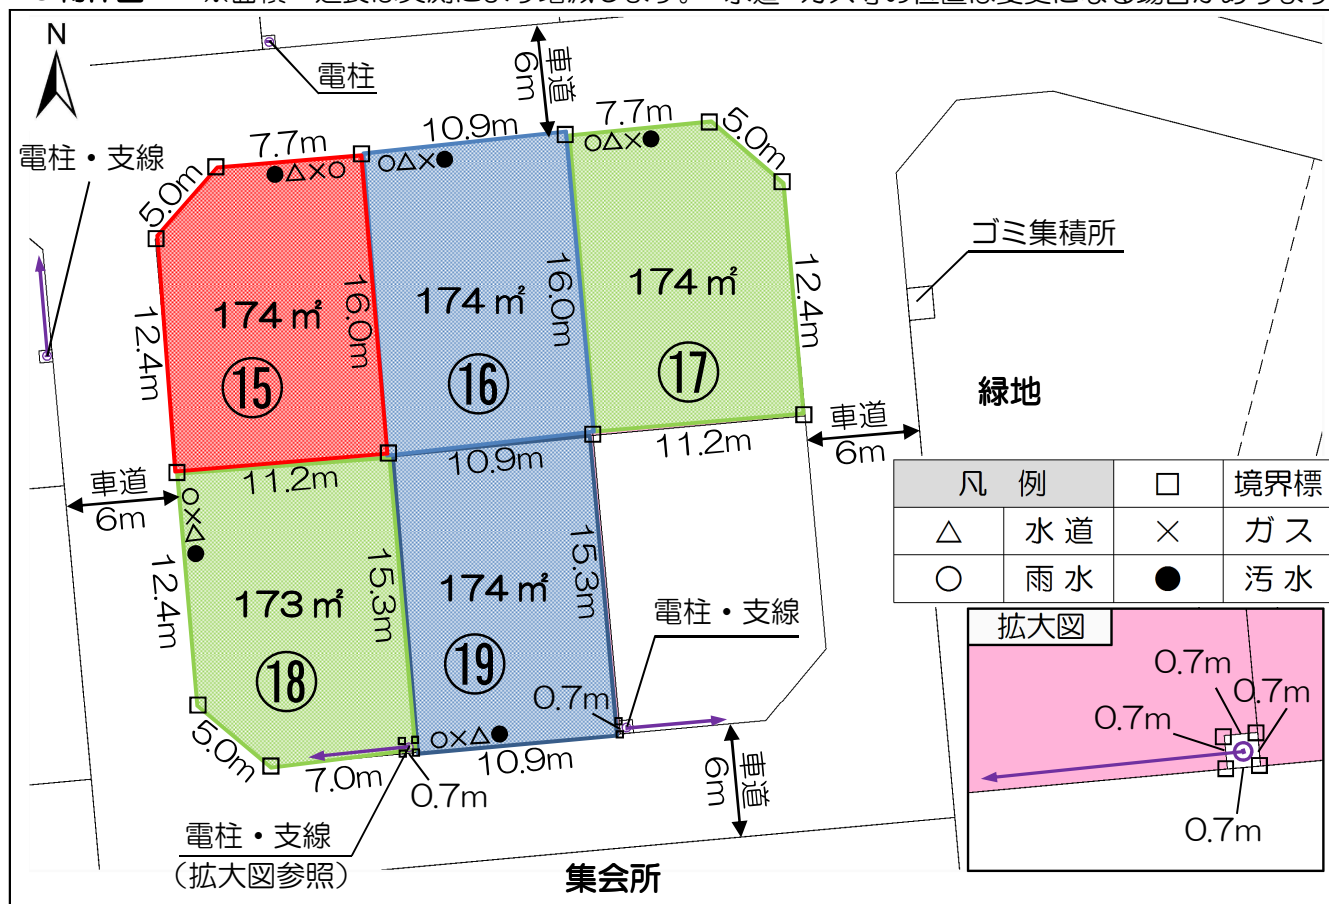 N
電柱
車道
6m
電柱・支線
7.7m
10.9m
7.7m
5.0m
5.0m
ゴミ集積所
16.0m
16.0m
12.4m
12.4m
174㎡
174㎡
174㎡
⑮
⑯
⑰
緑地
車道
6m
11.2m
10.9m
11.2m
車道
6m
凡 例
□
境界標
△
水 道
×
ガ ス
○
雨 水
●
汚 水
12.4m
15.3m
15.3m
173㎡
174㎡
⑱
⑲
電柱・支線
0.7m
5.0m
7.0m
0.7m
10.9m
車道
6m
電柱・支線
(拡大図参照)
集会所
拡大図
0.7m
0.7m
0.7m
0.7m